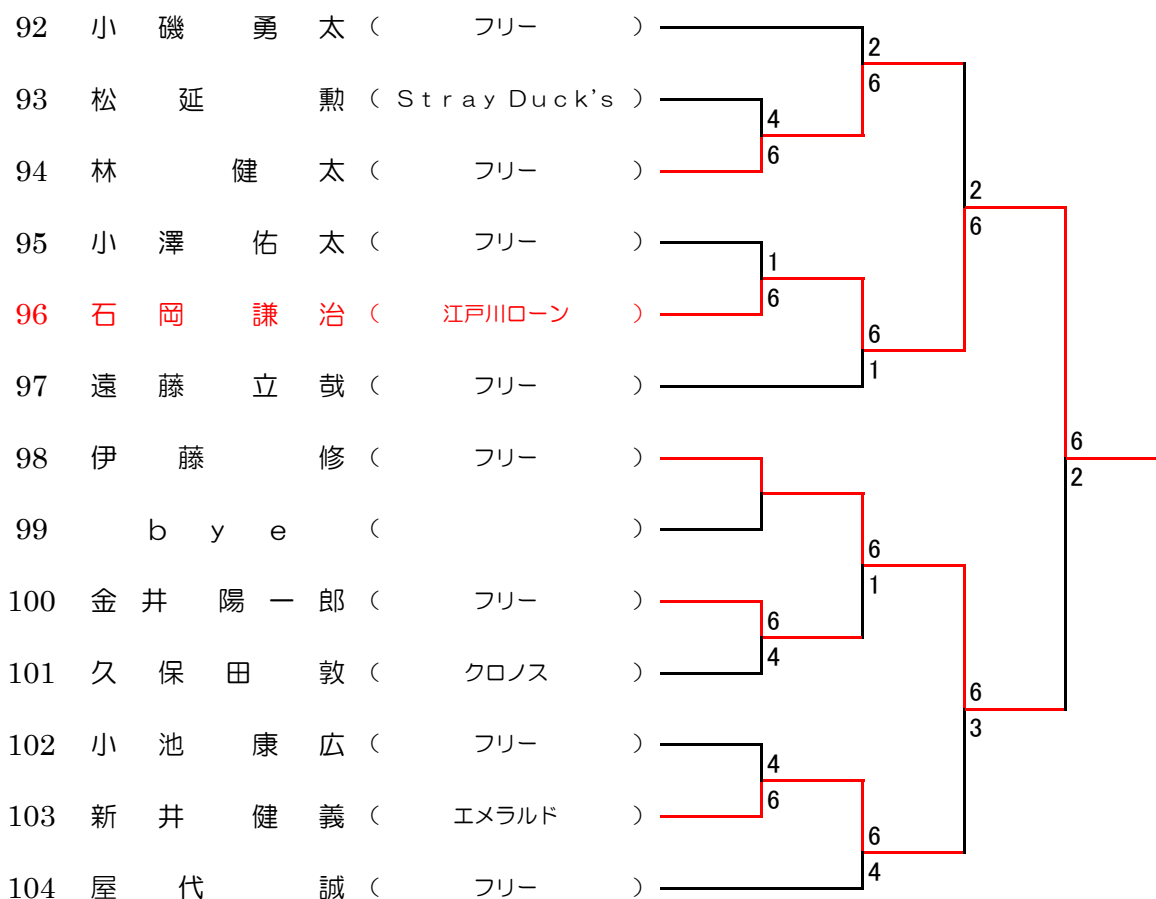 92 小磯 勇太 ( フリー )
2
6
93 松延 勲 ( Stray Duck's )
4
6
94 林 健太 ( フリー )
2
6
95 小澤 佑太 ( フリー )
1
6
96 石岡 謙治 ( 江戸川ローン )
6
1
97 遠藤 立哉 ( フリー )
98 伊藤 修 ( フリー )
6
2
99 bye ( )
6
1
100 金井 陽一郎 ( フリー )
6
4
101 久保田 敦 ( クロノス )
6
3
102 小池 康広 ( フリー )
4
6
103 新井 健義 ( エメラルド )
6
4
104 屋代 誠 ( フリー )